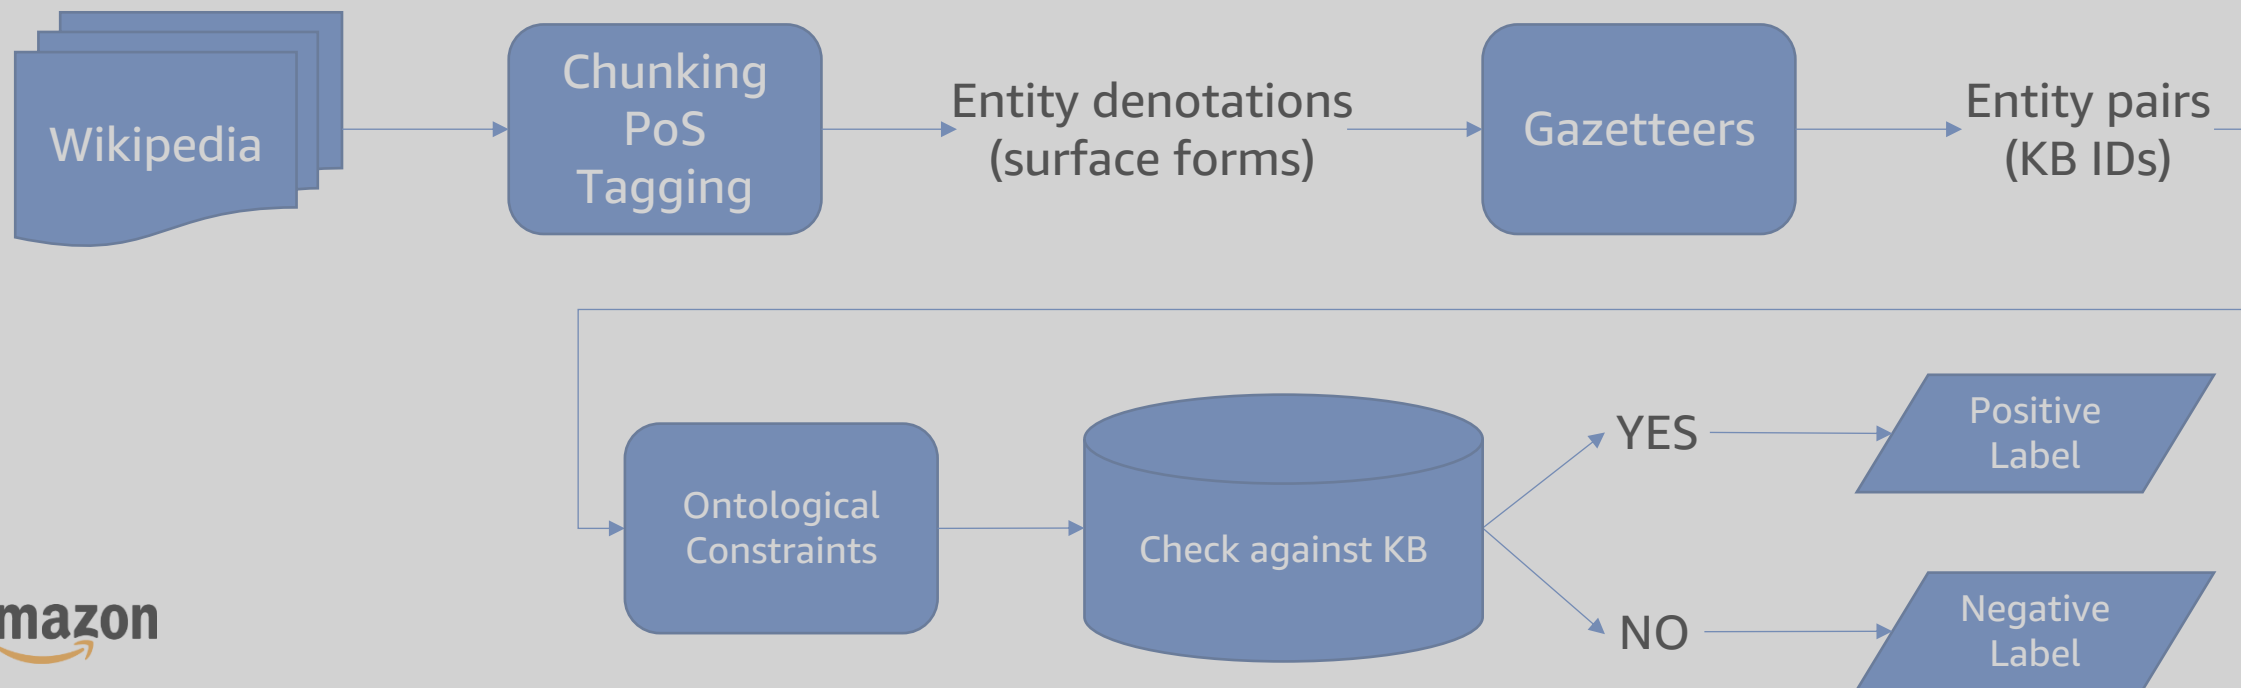 Wikipedia
Chunking
PoS
Tagging
Entity denotations
(surface forms)
Gazetteers
Entity pairs
(KB IDs)
Ontological
Constraints
Check against KB
YES
Positive
Label
NO
Negative
Label
mazon